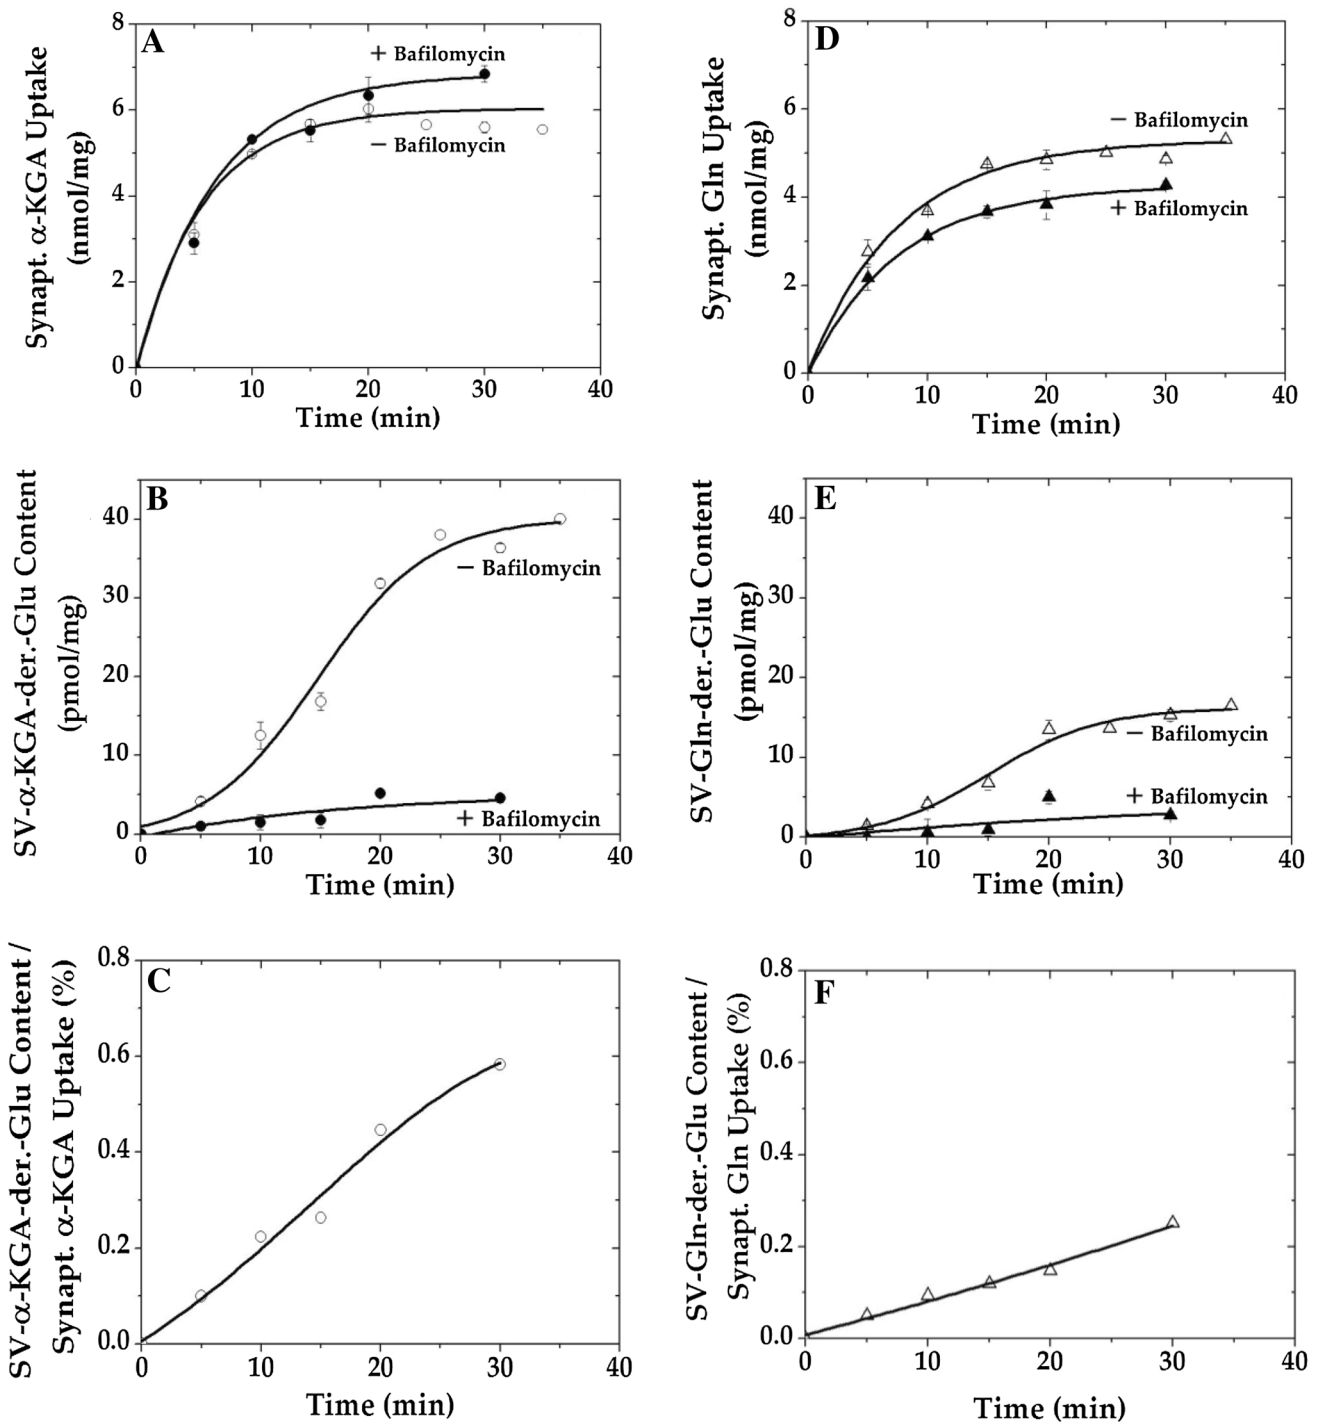 A
+ Bafilomycin
− Bafilomycin
Synapt. α-KGA Uptake
(nmol/mg)
8
6
4
2
0
0 10 20 30 40
Time (min)
D
− Bafilomycin
+ Bafilomycin
Synapt. Gln Uptake
(nmol/mg)
8
6
4
2
0
0 10 20 30 40
Time (min)
B
− Bafilomycin
+ Bafilomycin
SV-α-KGA-der.-Glu Content
(pmol/mg)
40
30
20
10
0
0 10 20 30 40
Time (min)
E
− Bafilomycin
+ Bafilomycin
SV-Gln-der.-Glu Content
(pmol/mg)
40
30
20
10
0
0 10 20 30 40
Time (min)
C
SV-α-KGA-der.-Glu Content /
Synapt. α-KGA Uptake (%)
0.8
0.6
0.4
0.2
0.0
0 10 20 30 40
Time (min)
F
SV-Gln-der.-Glu Content /
Synapt. Gln Uptake (%)
0.8
0.6
0.4
0.2
0.0
0 10 20 30 40
Time (min)